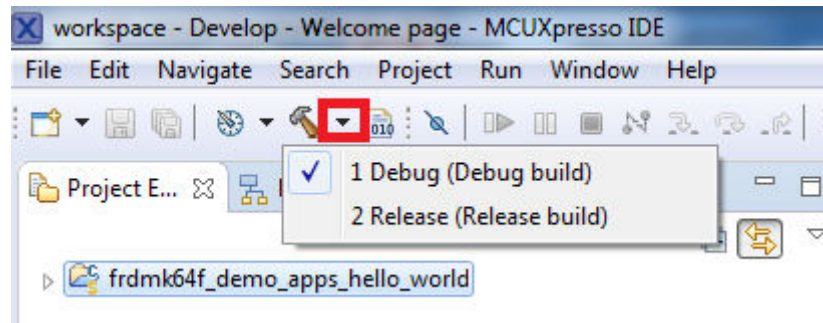 workspace - Develop - Welcome page - MCUXpresso IDE
File Edit Navigate Search Project Run Window Help
010
1 Debug (Debug build)
Project E...
2 Release (Release build)
frdmk64f_demo_apps_hello_world